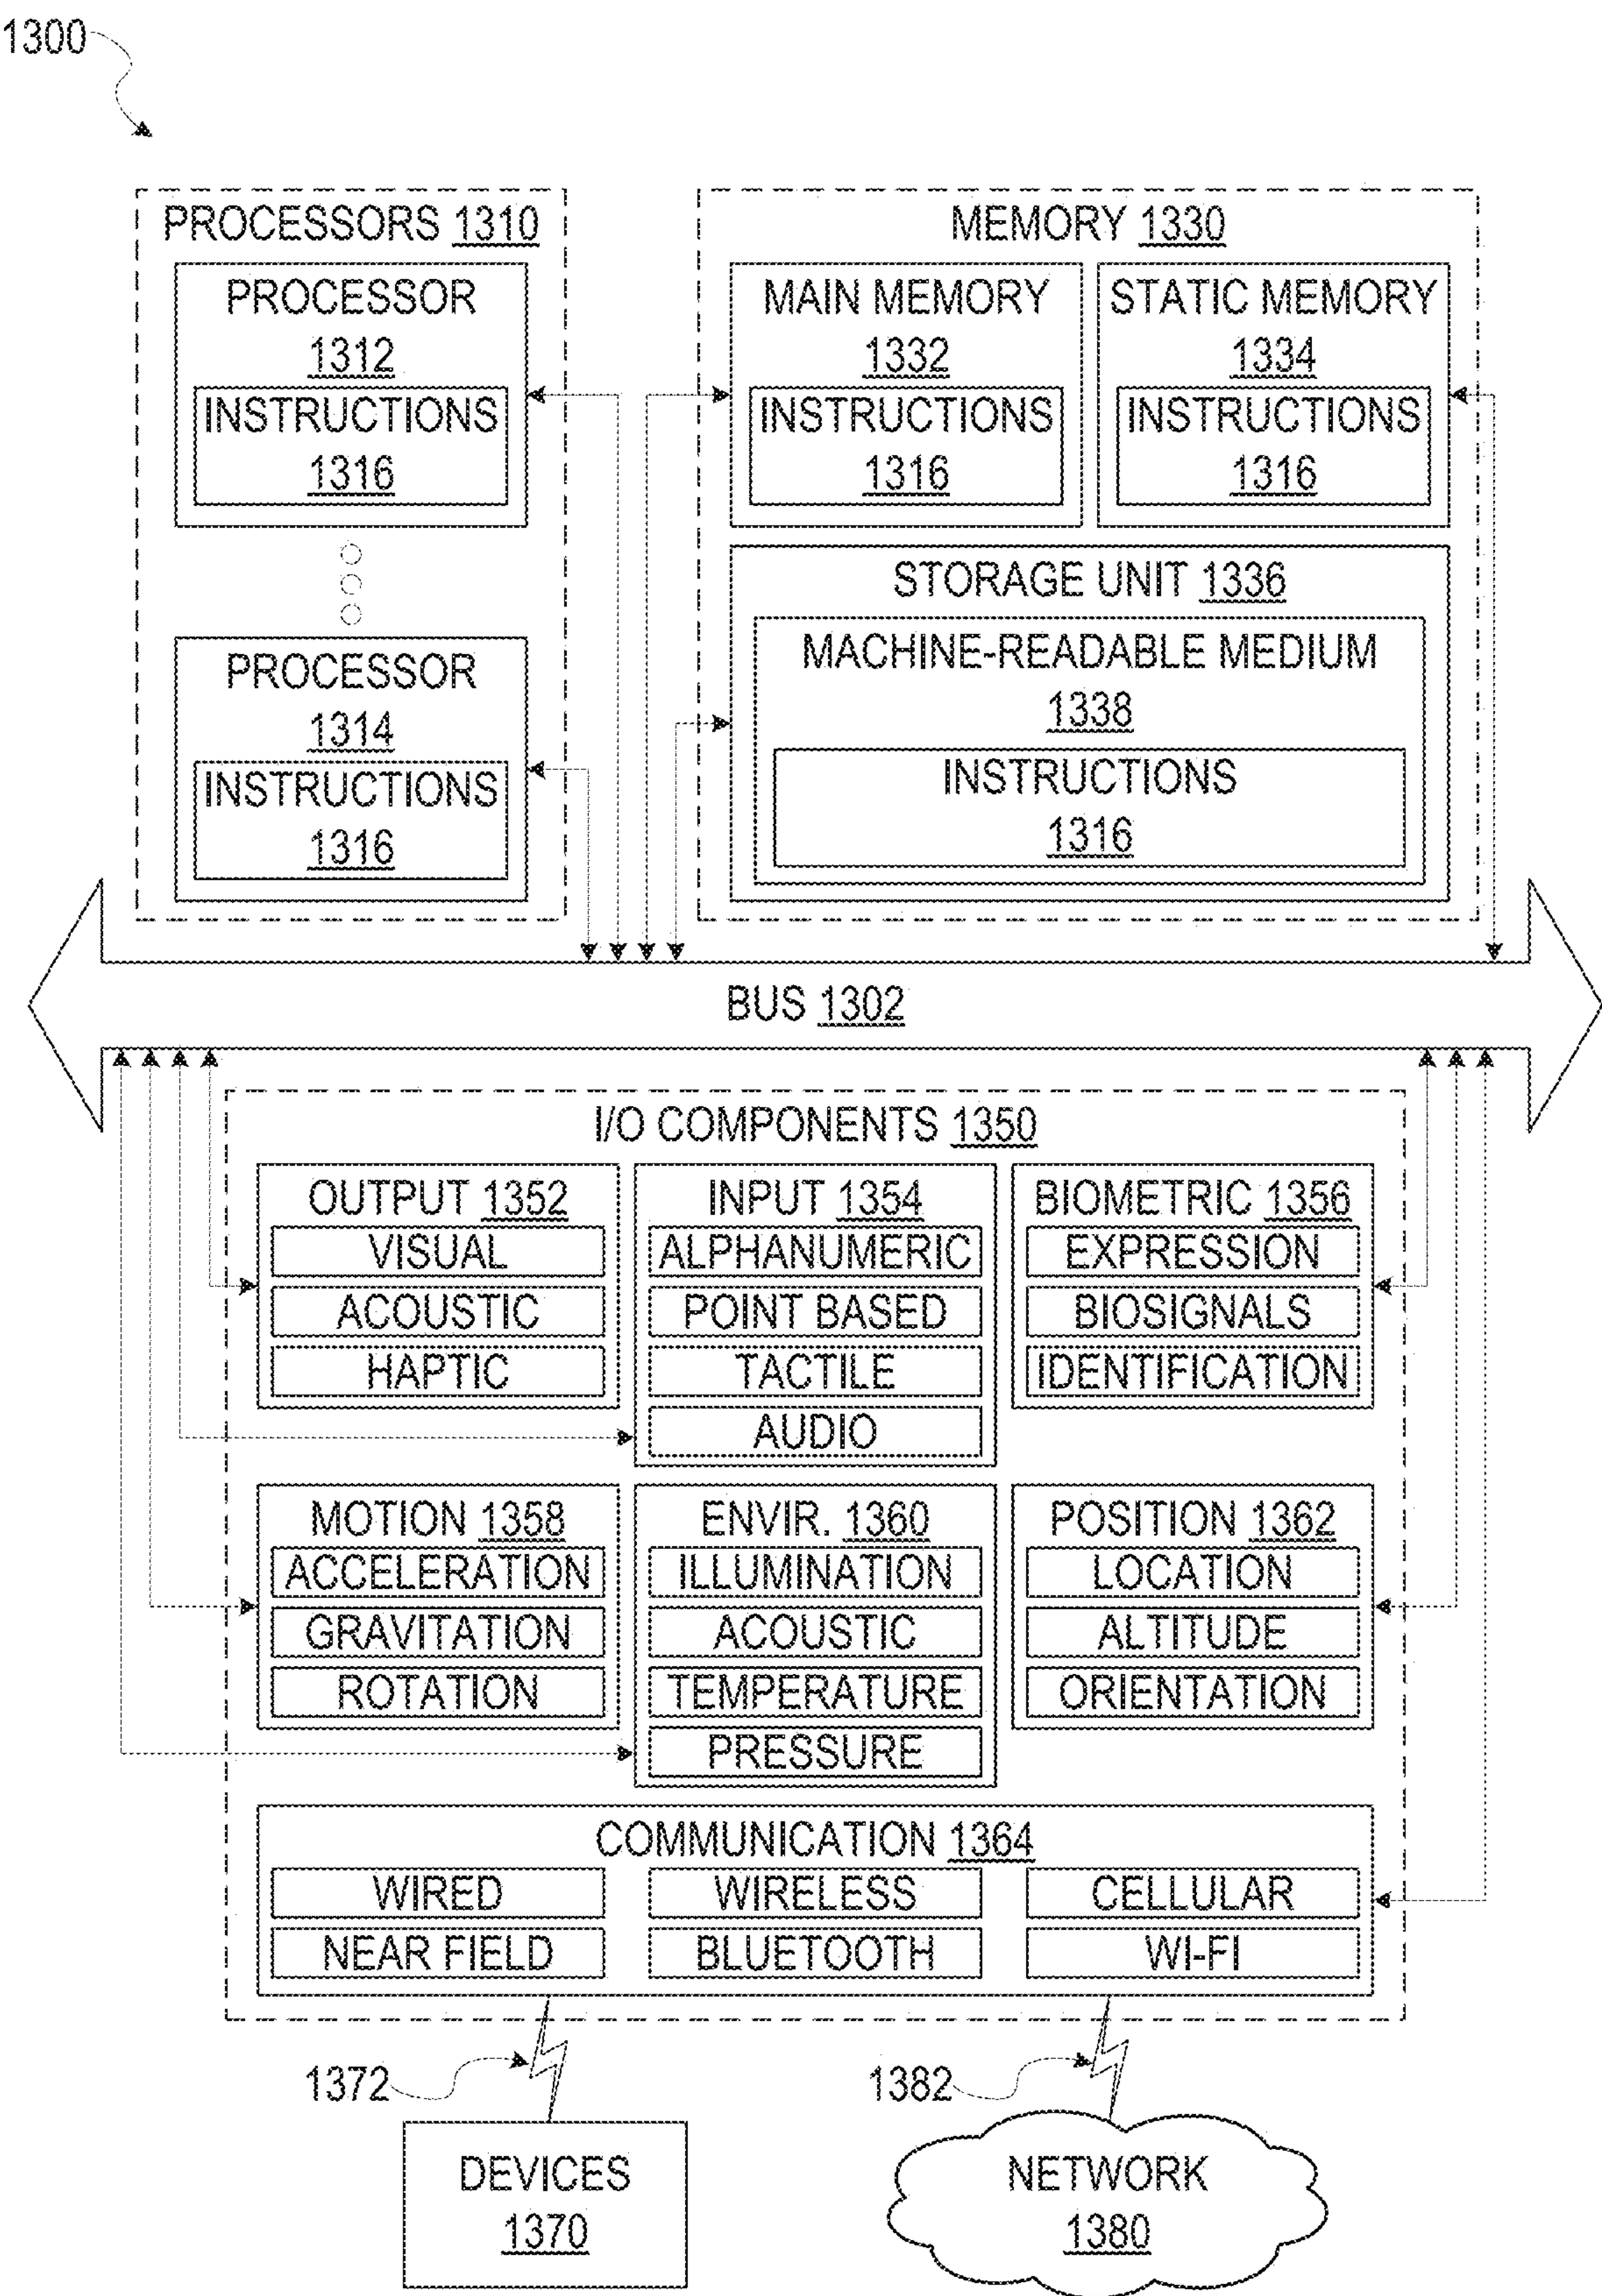 1300
PROCESSORS 1310
PROCESSOR
1312
INSTRUCTIONS
1316
PROCESSOR
1314
INSTRUCTIONS
1316
MEMORY 1330
MAIN MEMORY
1332
INSTRUCTIONS
1316
STATIC MEMORY
1334
INSTRUCTIONS
1316
STORAGE UNIT 1336
MACHINE-READABLE MEDIUM
1338
INSTRUCTIONS
1316
BUS 1302
I/O COMPONENTS 1350
OUTPUT 1352
VISUAL
ACOUSTIC
HAPTIC
INPUT 1354
ALPHANUMERIC
POINT BASED
TACTILE
AUDIO
BIOMETRIC 1356
EXPRESSION
BIOSIGNALS
IDENTIFICATION
MOTION 1358
ACCELERATION
GRAVITATION
ROTATION
ENVIR. 1360
ILLUMINATION
ACOUSTIC
TEMPERATURE
PRESSURE
POSITION 1362
LOCATION
ALTITUDE
ORIENTATION
COMMUNICATION 1364
WIRED
WIRELESS
CELLULAR
NEAR FIELD
BLUETOOTH
WI-FI
1372
1382
DEVICES
1370
NETWORK
1380